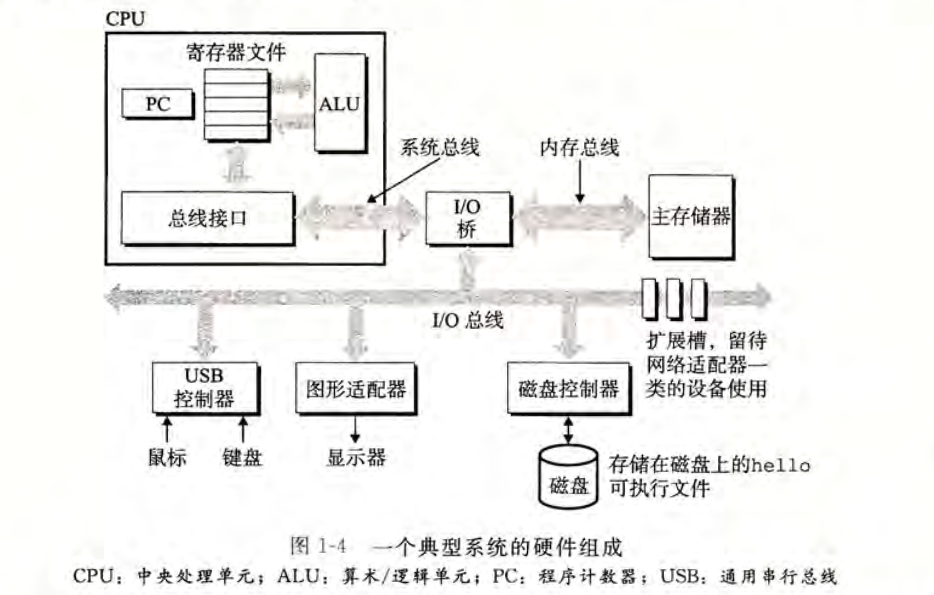 CPU
寄存器文件
PC
ALU
系统总线
内存总线
总线接口
I/O
桥
主存储器
I/O 总线
扩展槽，留待
网络适配器一
类的设备使用
USB
控制器
图形适配器
磁盘控制器
鼠标
键盘
显示器
磁盘
存储在磁盘上的hello
可执行文件
图 1-4 一个典型系统的硬件组成
CPU：中央处理单元；ALU：算术/逻辑单元；PC：程序计数器；USB：通用串行总线